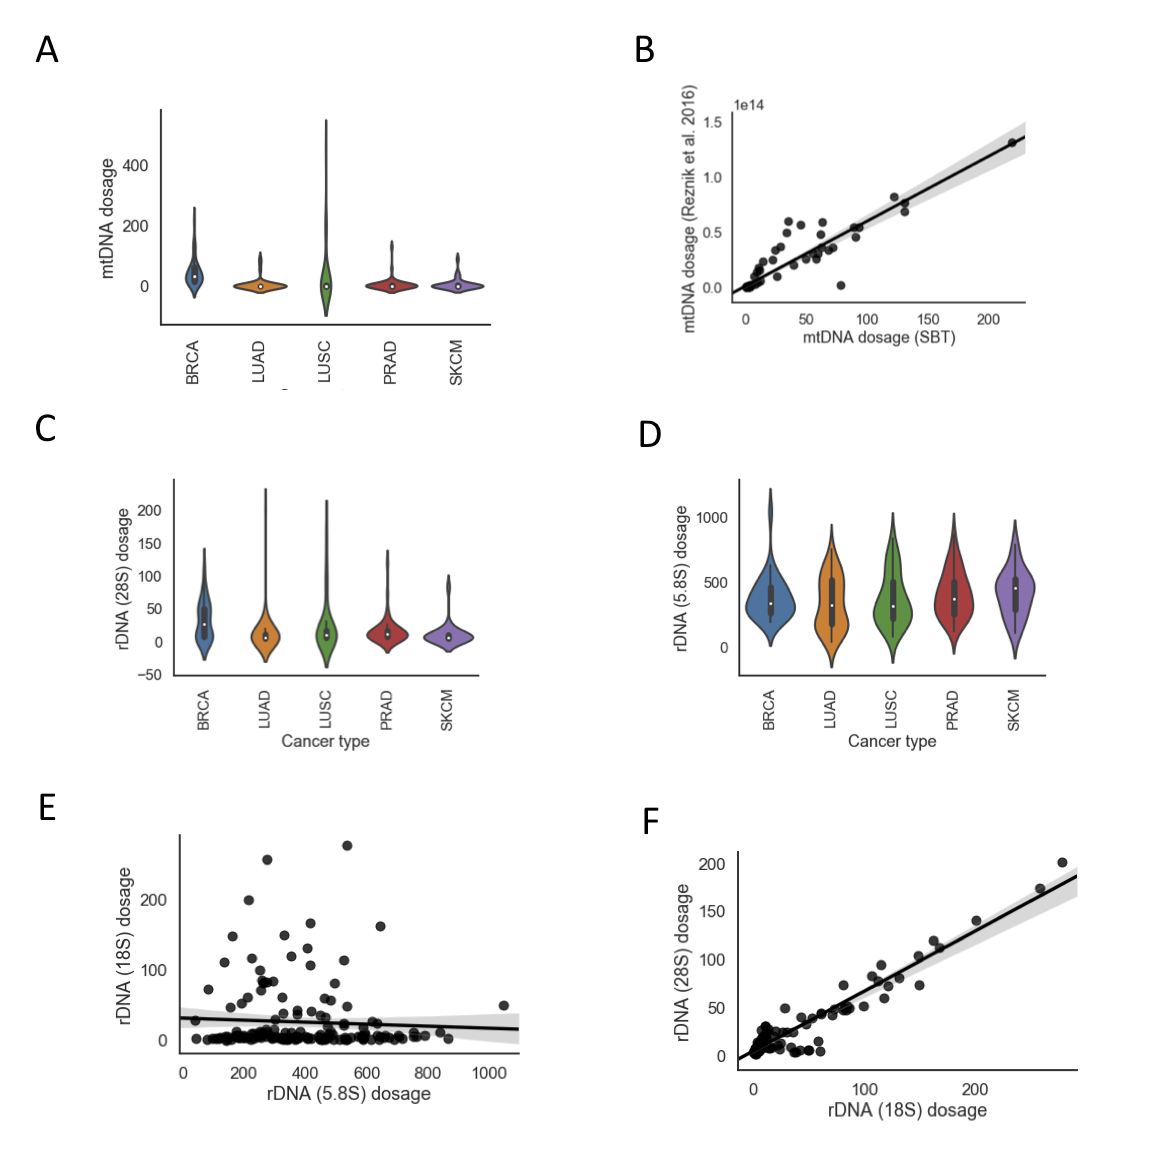 A
mtDNA dosage
400
200
0
BRCA
LUAD
LUSC
PRAD
SKCM
B
1e14
mtDNA dosage (Reznik et al. 2016)
1.5
1.0
0.5
0.0
0
50
100
150
200
mtDNA dosage (SBT)
C
rDNA (28S) dosage
200
150
100
50
0
−50
BRCA
LUAD
LUSC
PRAD
SKCM
Cancer type
D
rDNA (5.8S) dosage
1000
500
0
BRCA
LUAD
LUSC
PRAD
SKCM
Cancer type
E
rDNA (18S) dosage
200
100
0
0
200
400
600
800
1000
rDNA (5.8S) dosage
F
rDNA (28S) dosage
200
150
100
50
0
0
100
200
rDNA (18S) dosage